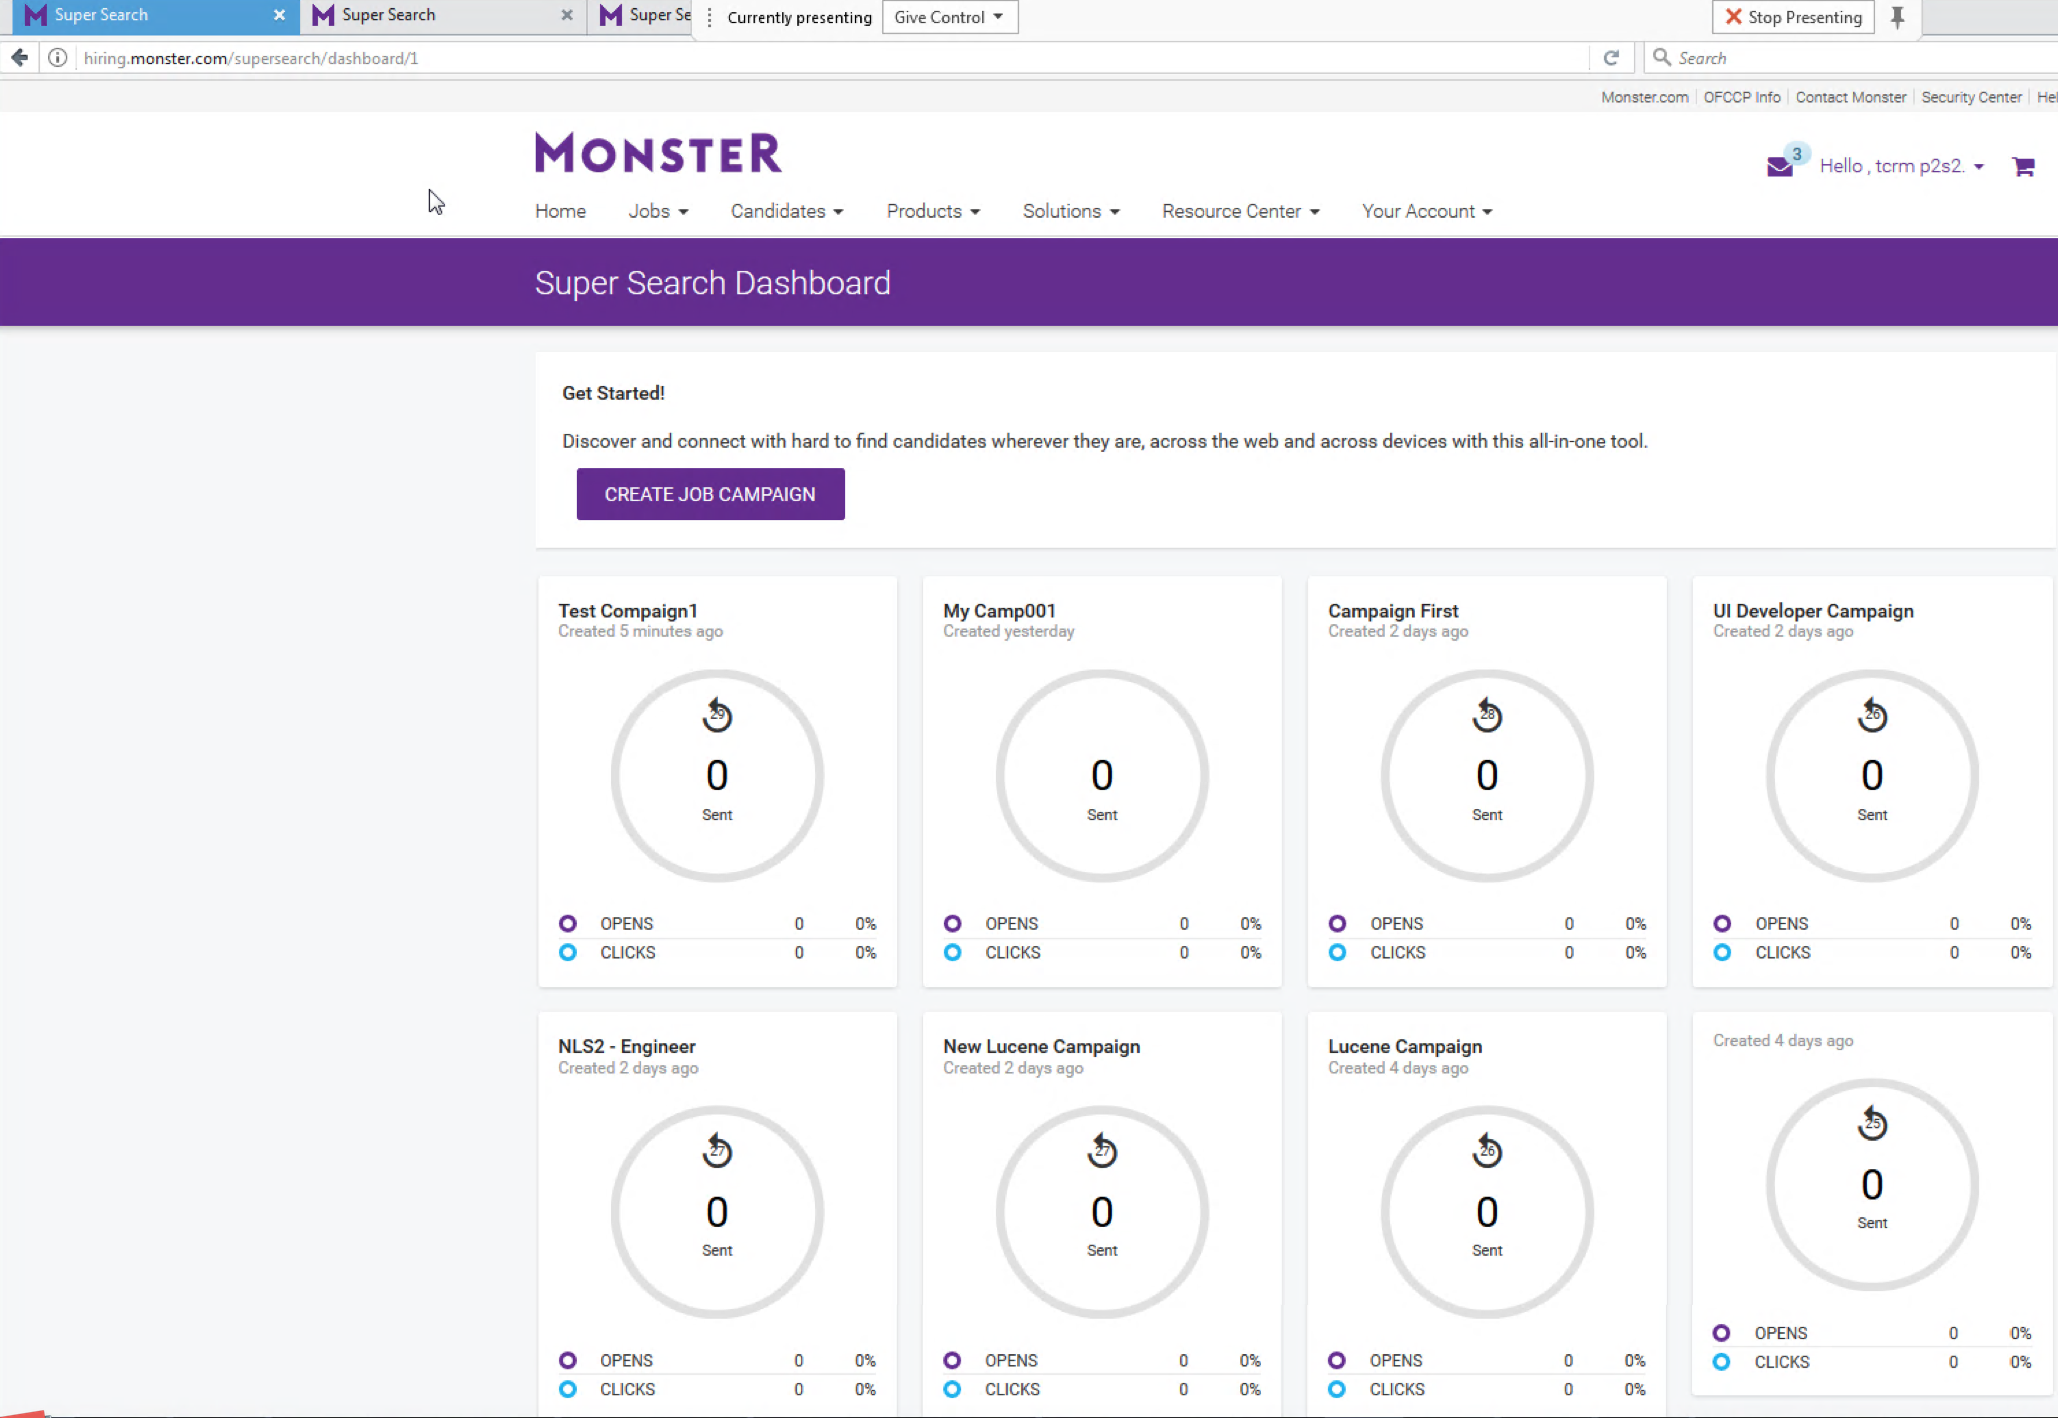 Super Search
Super Search
Super Se
Currently presenting
Give Control
Stop Presenting
hiring.monster.com/supersearch/dashboard/1
Search
Monster.com
OFCCP Info
Contact Monster
Security Center
Hel
MONSTER
3
Hello , tcrm p2s2.
Home
Jobs
Candidates
Products
Solutions
Resource Center
Your Account
Super Search Dashboard
Get Started!
Discover and connect with hard to find candidates wherever they are, across the web and across devices with this all-in-one tool.
CREATE JOB CAMPAIGN
Test Compaign1
Created 5 minutes ago
29
0
Sent
OPENS 0 0%
CLICKS 0 0%
My Camp001
Created yesterday
0
Sent
OPENS 0 0%
CLICKS 0 0%
Campaign First
Created 2 days ago
28
0
Sent
OPENS 0 0%
CLICKS 0 0%
UI Developer Campaign
Created 2 days ago
26
0
Sent
OPENS 0 0%
CLICKS 0 0%
NLS2 - Engineer
Created 2 days ago
27
0
Sent
OPENS 0 0%
CLICKS 0 0%
New Lucene Campaign
Created 2 days ago
27
0
Sent
OPENS 0 0%
CLICKS 0 0%
Lucene Campaign
Created 4 days ago
26
0
Sent
OPENS 0 0%
CLICKS 0 0%
Created 4 days ago
25
0
Sent
OPENS 0 0%
CLICKS 0 0%